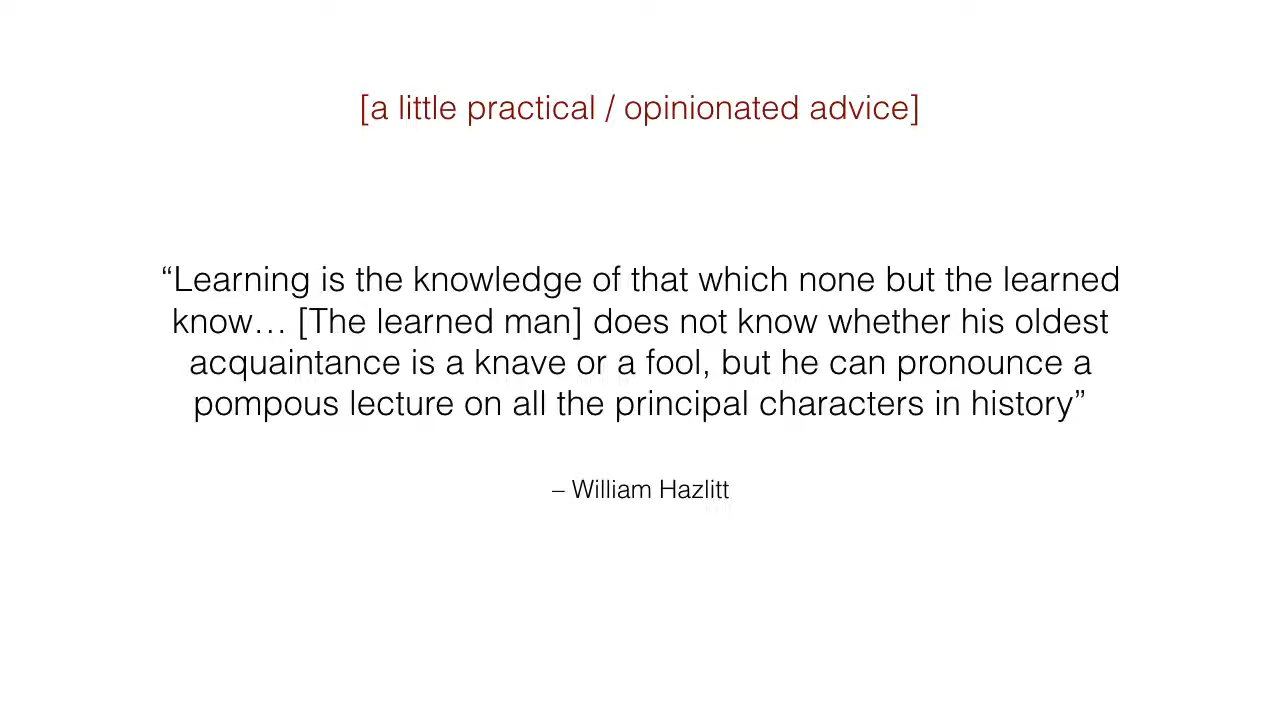 [a little practical / opinionated advice]
“Learning is the knowledge of that which none but the learned
know… [The learned man] does not know whether his oldest
acquaintance is a knave or a fool, but he can pronounce a
pompous lecture on all the principal characters in history”
– William Hazlitt